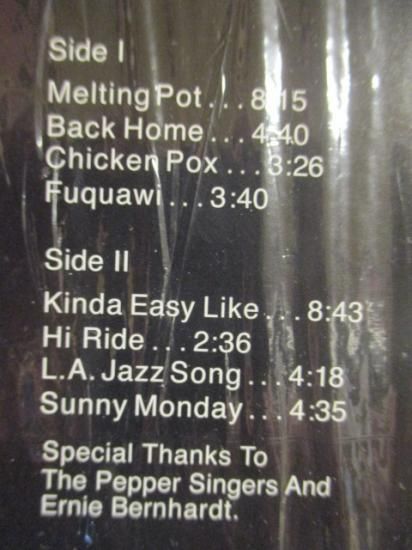 Side I
Melting Pot...8:15
Back Home...4:40
Chicken Pox...3:26
Fuquawi...3:40
Side II
Kinda Easy Like...8:43
Hi Ride...2:36
L.A. Jazz Song...4:18
Sunny Monday...4:35
Special Thanks To
The Pepper Singers And
Ernie Bernhardt.